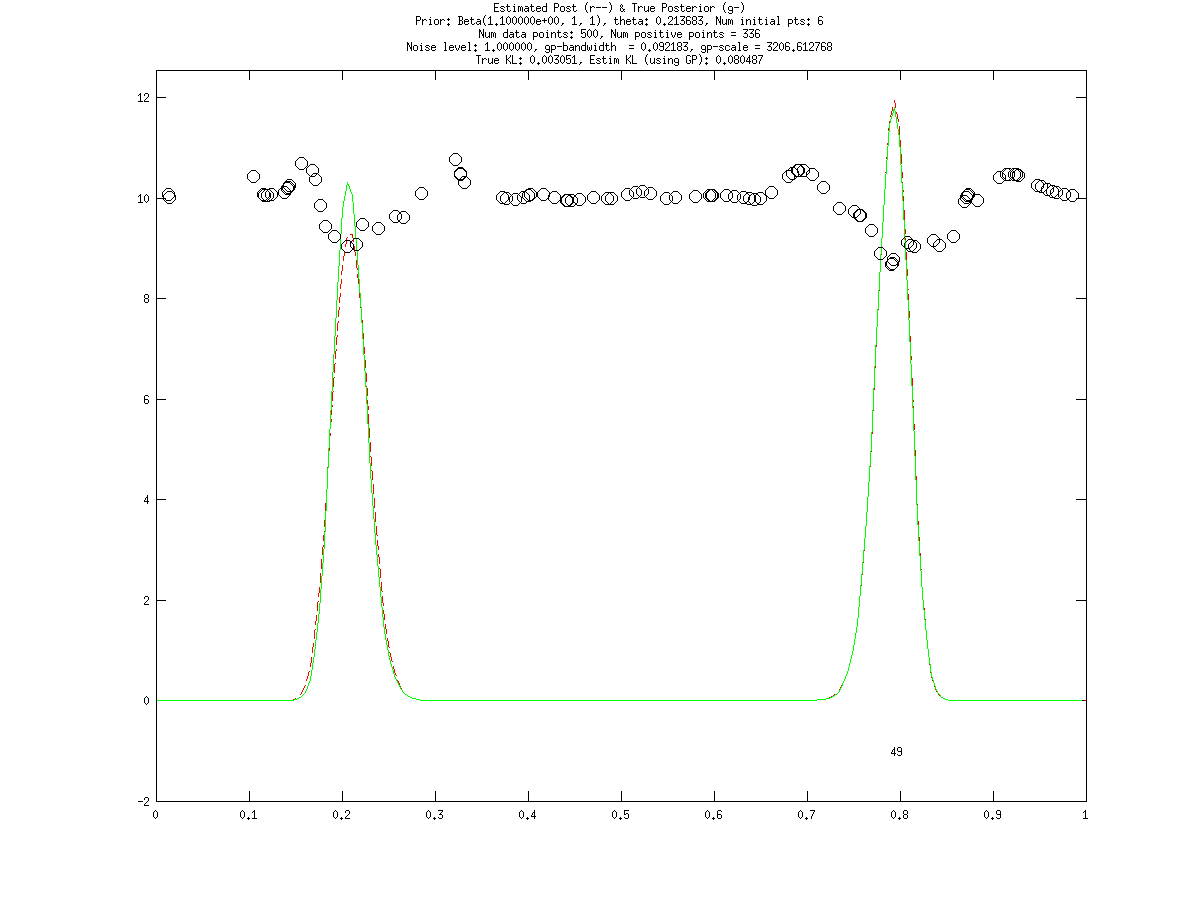 Estimated Post (r--) & True Posterior (g-)
Prior: Beta(1.100000e+00, 1, 1), theta: 0.213683, Num initial pts: 6
Num data points: 500, Num positive points = 336
Noise level: 1.000000, gp-bandwidth  = 0.092183, gp-scale = 3206.612768
True KL: 0.003051, Estim KL (using GP): 0.080487
12
10
8
6
4
2
0
49
-2
0 0.1 0.2 0.3 0.4 0.5 0.6 0.7 0.8 0.9 1